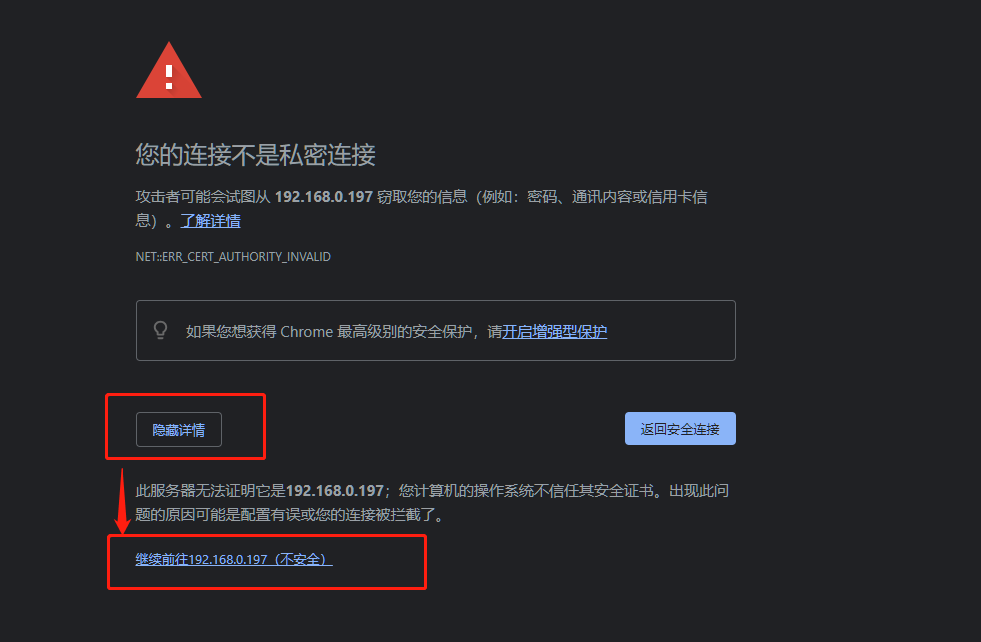 您的连接不是私密连接
攻击者可能会试图从 192.168.0.197 窃取您的信息（例如：密码、通讯内容或信用卡信
息）。了解详情
NET::ERR_CERT_AUTHORITY_INVALID
如果您想获得 Chrome 最高级别的安全保护，请开启增强型保护
隐藏详情
返回安全连接
此服务器无法证明它是192.168.0.197；您计算机的操作系统不信任其安全证书。出现此问
题的原因可能是配置有误或您的连接被拦截了。
继续前往192.168.0.197（不安全）